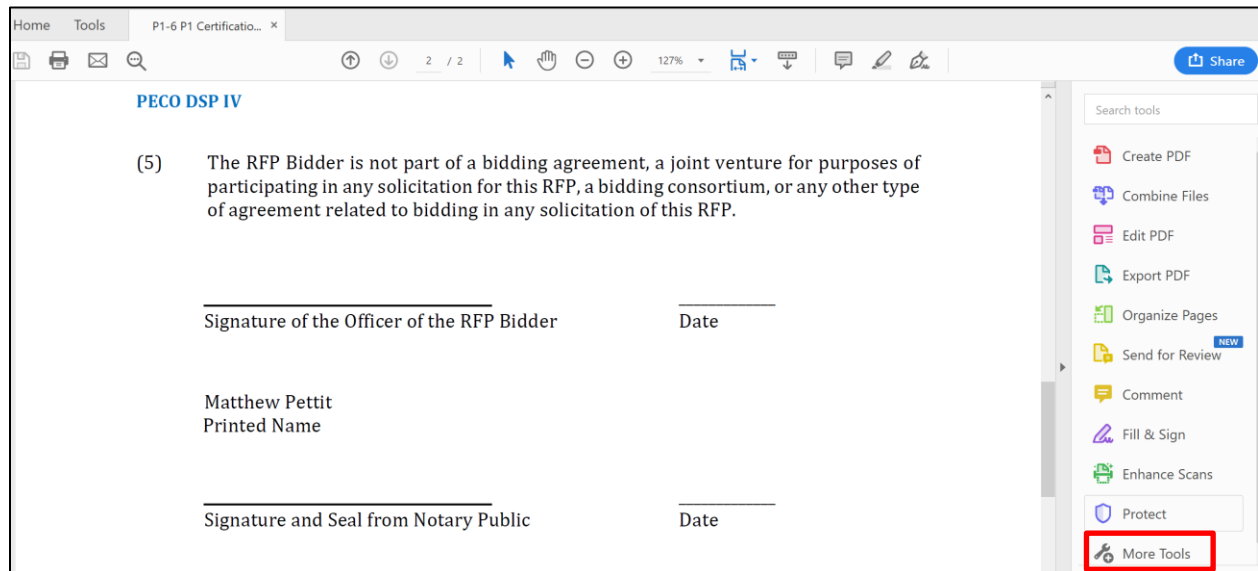 Home Tools P1-6 P1 Certificatio... ×
2 / 2 127% Share
PECO DSP IV
(5) The RFP Bidder is not part of a bidding agreement, a joint venture for purposes of
participating in any solicitation for this RFP, a bidding consortium, or any other type
of agreement related to bidding in any solicitation of this RFP.
Signature of the Officer of the RFP Bidder Date
Matthew Pettit
Printed Name
Signature and Seal from Notary Public Date
Search tools
Create PDF
Combine Files
Edit PDF
Export PDF
Organize Pages
NEW
Send for Review
Comment
Fill & Sign
Enhance Scans
Protect
More Tools